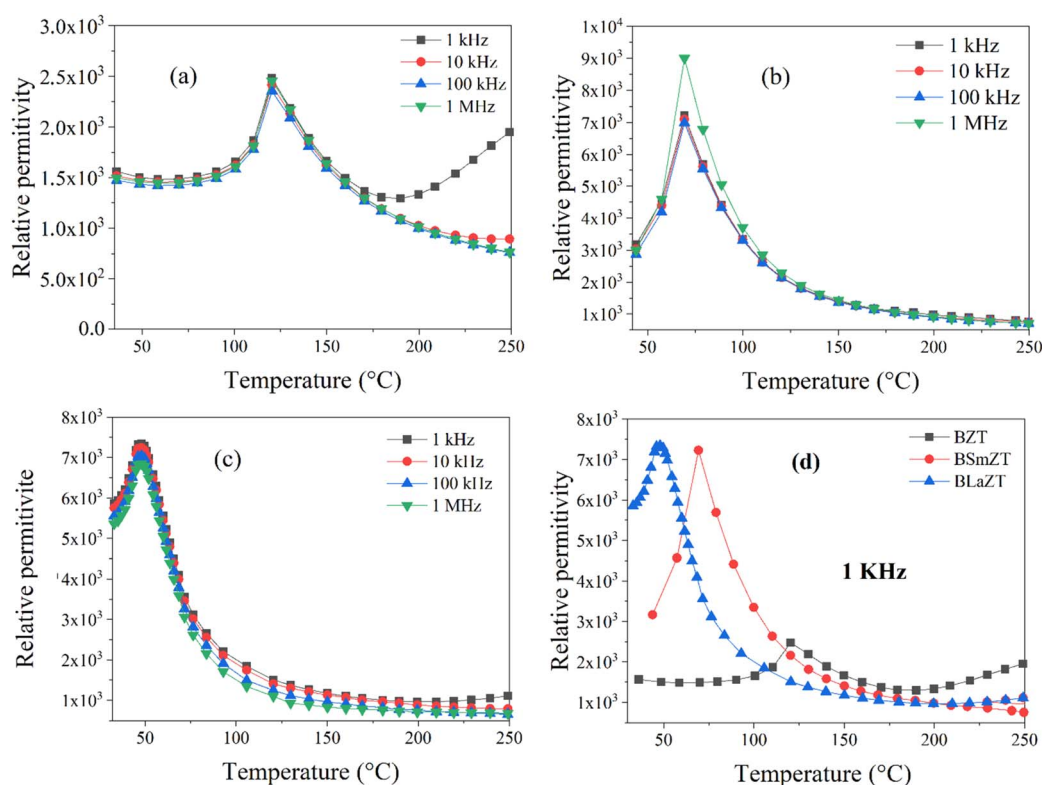 (a)
1 kHz
10 kHz
100 kHz
1 MHz
3.0x10³
2.5x10³
2.0x10³
1.5x10³
1.0x10³
5.0x10²
0.0
Relative permitivity
50 100 150 200 250
Temperature (°C)
(b)
1 kHz
10 kHz
100 kHz
1 MHz
1x10⁴
9x10³
8x10³
7x10³
6x10³
5x10³
4x10³
3x10³
2x10³
1x10³
Relative permittivity
50 100 150 200 250
Temperature (°C)
(c)
1 kHz
10 kHz
100 kHz
1 MHz
8x10³
7x10³
6x10³
5x10³
4x10³
3x10³
2x10³
1x10³
Relative permitivite
50 100 150 200 250
Temperature (°C)
(d)
BZT
BSmZT
BLaZT
1 KHz
8x10³
7x10³
6x10³
5x10³
4x10³
3x10³
2x10³
1x10³
Relative permitivity
50 100 150 200 250
Temperature (°C)